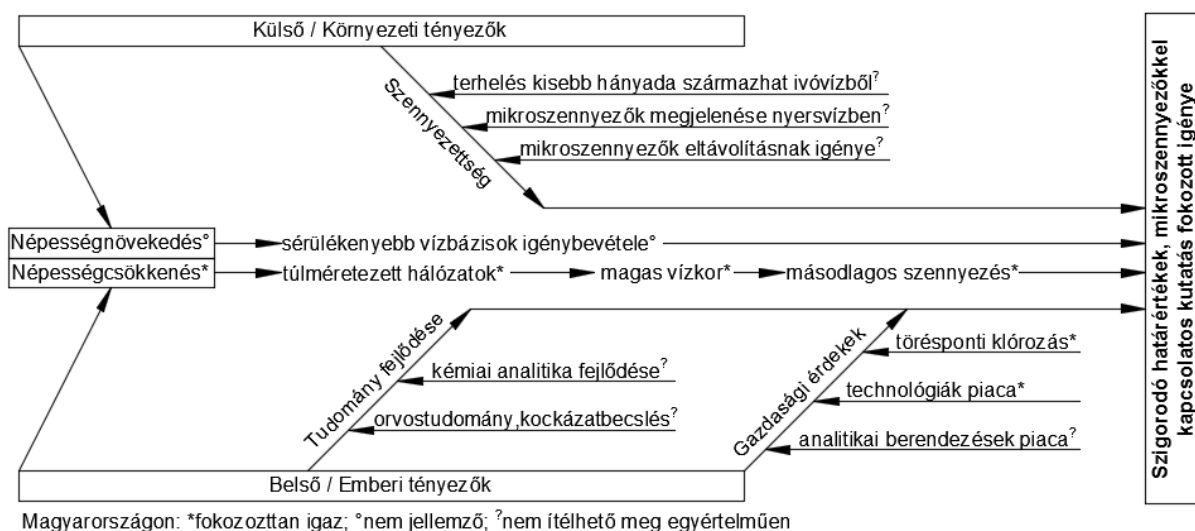 Külső / Környezeti tényezők
Szennyezettség
terhelés kisebb hányada származhat ivóvízből?
mikroszennyezők megjelenése nyersvízben?
mikroszennyezők eltávolításnak igénye?
Népességnövekedés°
sérülékenyebb vízbázisok igénybevétele°
Népességcsökkenés*
túlméretezett hálózatok*
magas vízkor*
másodlagos szennyezés*
Tudomány fejlődése
kémiai analitika fejlődése?
orvostudomány,kockázatbecslés?
Gazdasági érdekek
törésponti klórozás*
technológiák piaca*
analitikai berendezések piaca?
Belső / Emberi tényezők
Szigorodó határértékek, mikroszennyezőkkel
kapcsolatos kutatás fokozott igénye
Magyarországon: *fokozottan igaz; °nem jellemző; ?nem ítélhető meg egyértelműen